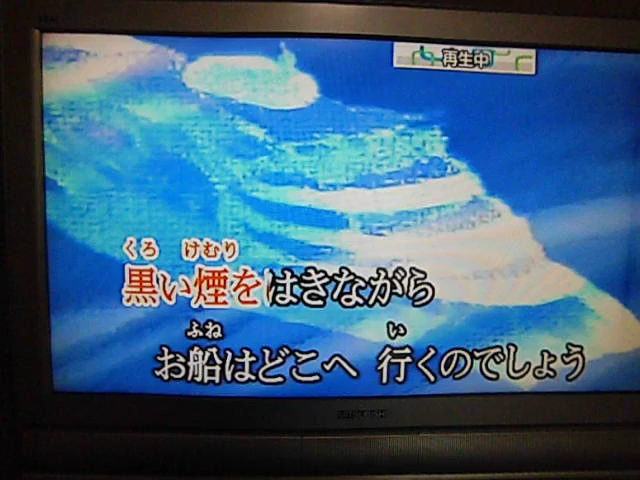 再生中
くろ けむり
黒い煙をはきながら
ふね い
お船はどこへ 行くのでしょう